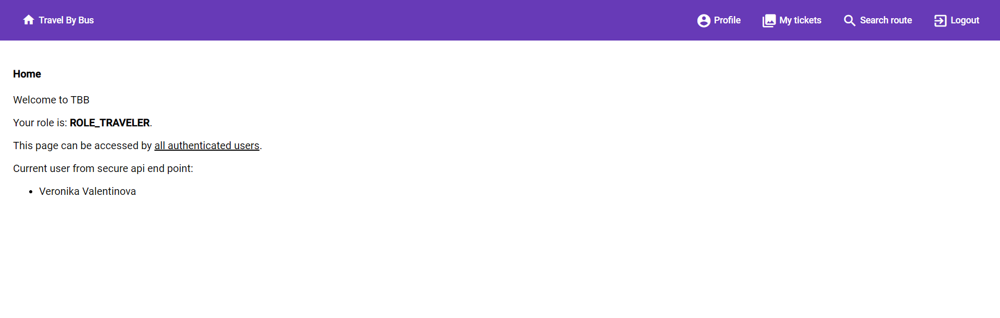 Travel By Bus Profile My tickets Search route Logout
Home
Welcome to TBB
Your role is: ROLE_TRAVELER.
This page can be accessed by all authenticated users.
Current user from secure api end point:
• Veronika Valentinova